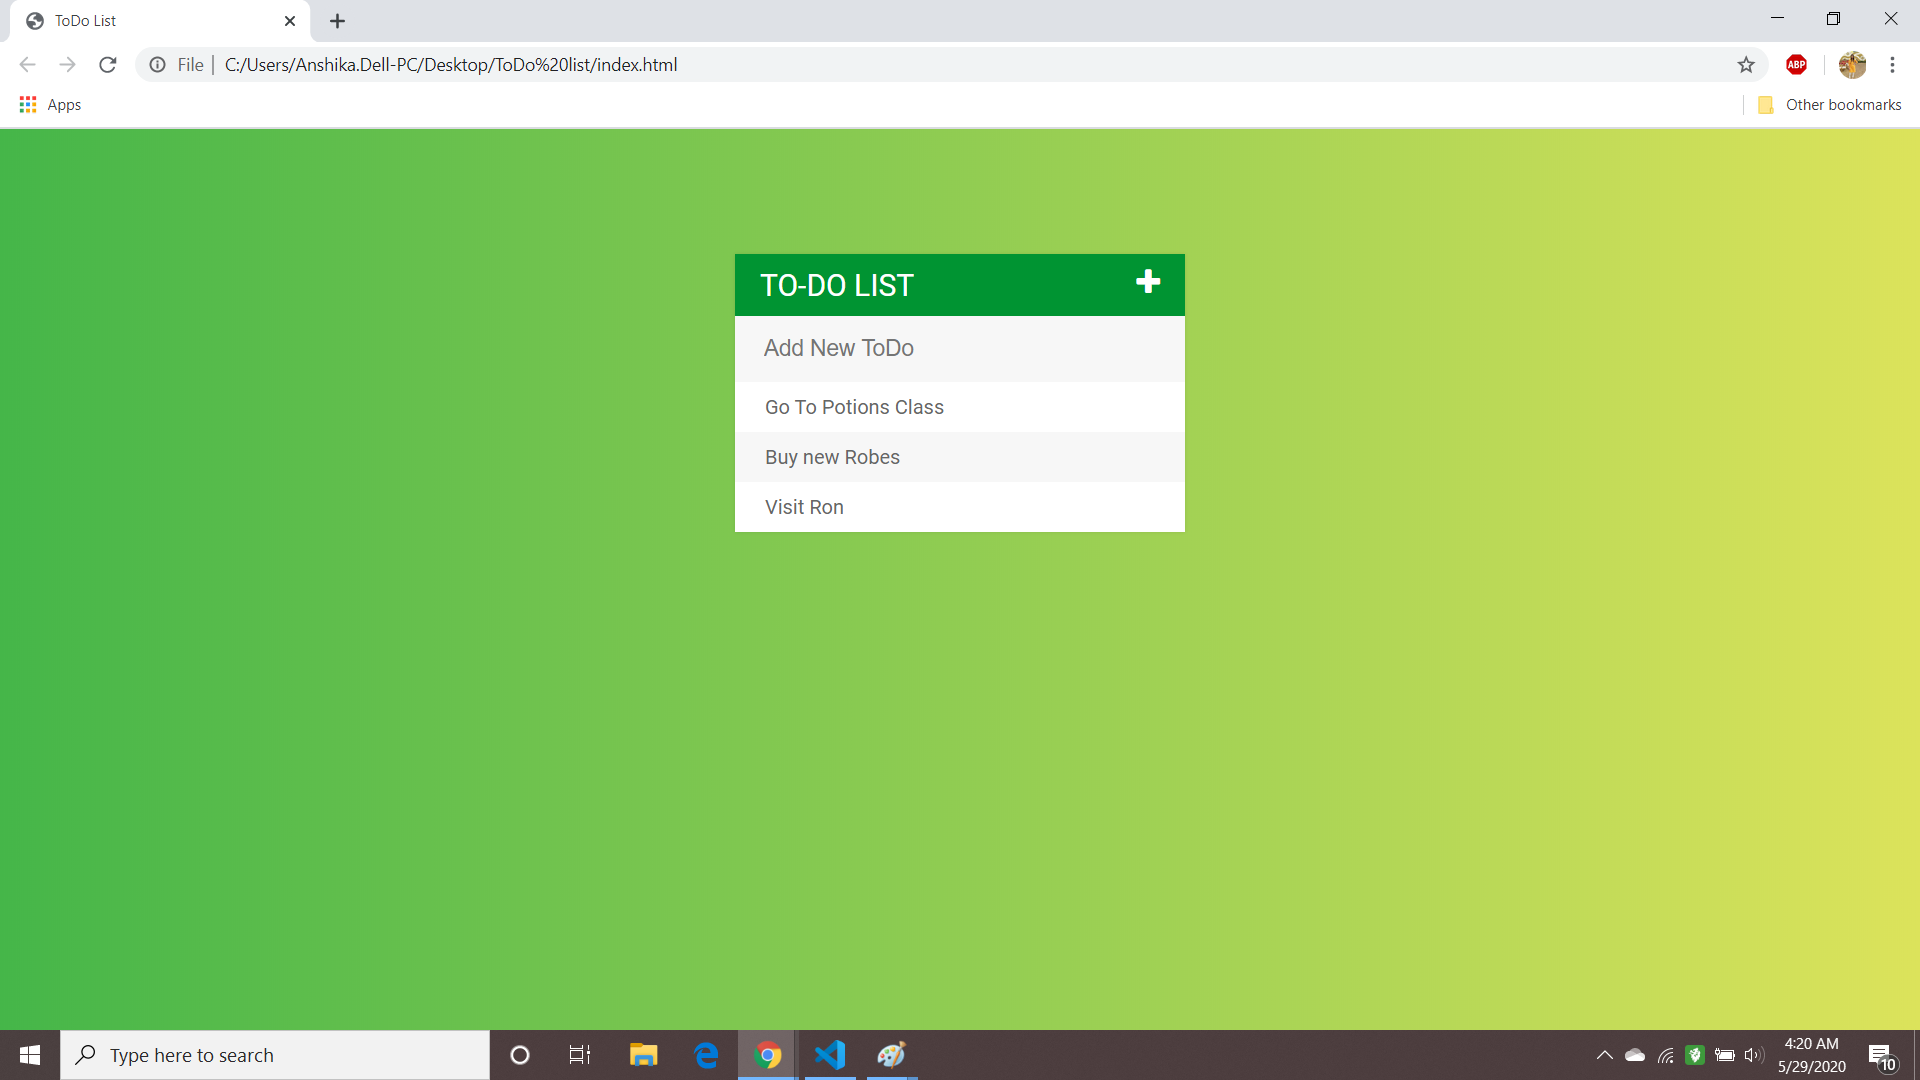 ToDo List
File | C:/Users/Anshika.Dell-PC/Desktop/ToDo%20list/index.html
ABP
Apps
Other bookmarks
TO-DO LIST
Add New ToDo
Go To Potions Class
Buy new Robes
Visit Ron
Type here to search
4:20 AM
5/29/2020
10